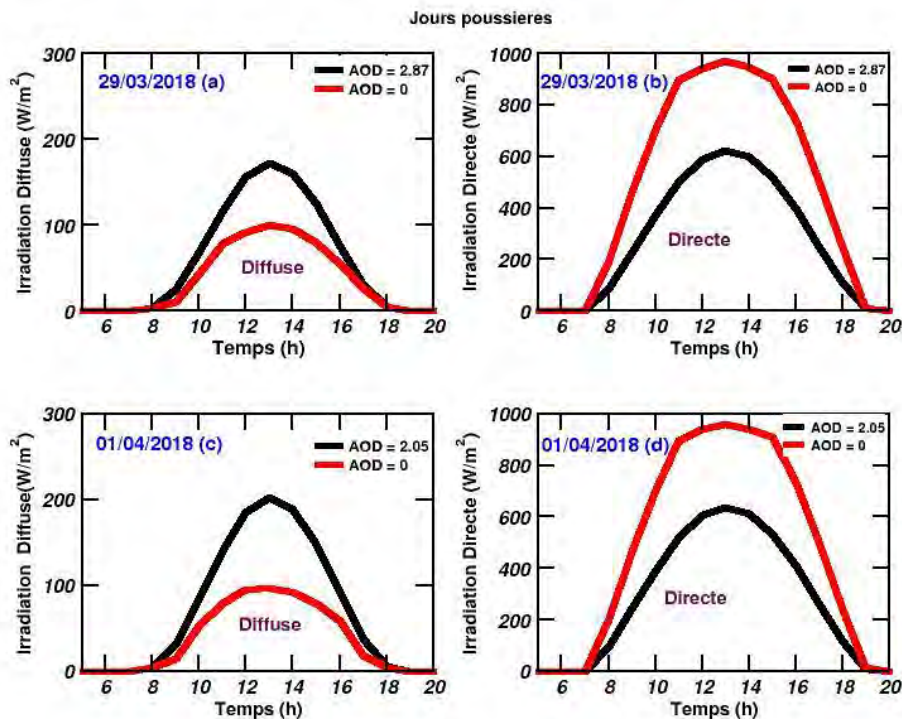 Jours poussieres
Irradiation Diffuse (W/m²)
300
200
100
0
29/03/2018 (a)
AOD = 2.87
AOD = 0
Diffuse
6 8 10 12 14 16 18 20
Temps (h)
Irradiation Directe (W/m²)
1000
800
600
400
200
0
29/03/2018 (b)
AOD = 2.87
AOD = 0
Directe
6 8 10 12 14 16 18 20
Temps (h)
Irradiation Diffuse(W/m²)
300
200
100
0
01/04/2018 (c)
AOD = 2.05
AOD = 0
Diffuse
6 8 10 12 14 16 18 20
Temps (h)
Irradiation Directe (W/m²)
1000
800
600
400
200
0
01/04/2018 (d)
AOD = 2.05
AOD = 0
Directe
6 8 10 12 14 16 18 20
Temps (h)